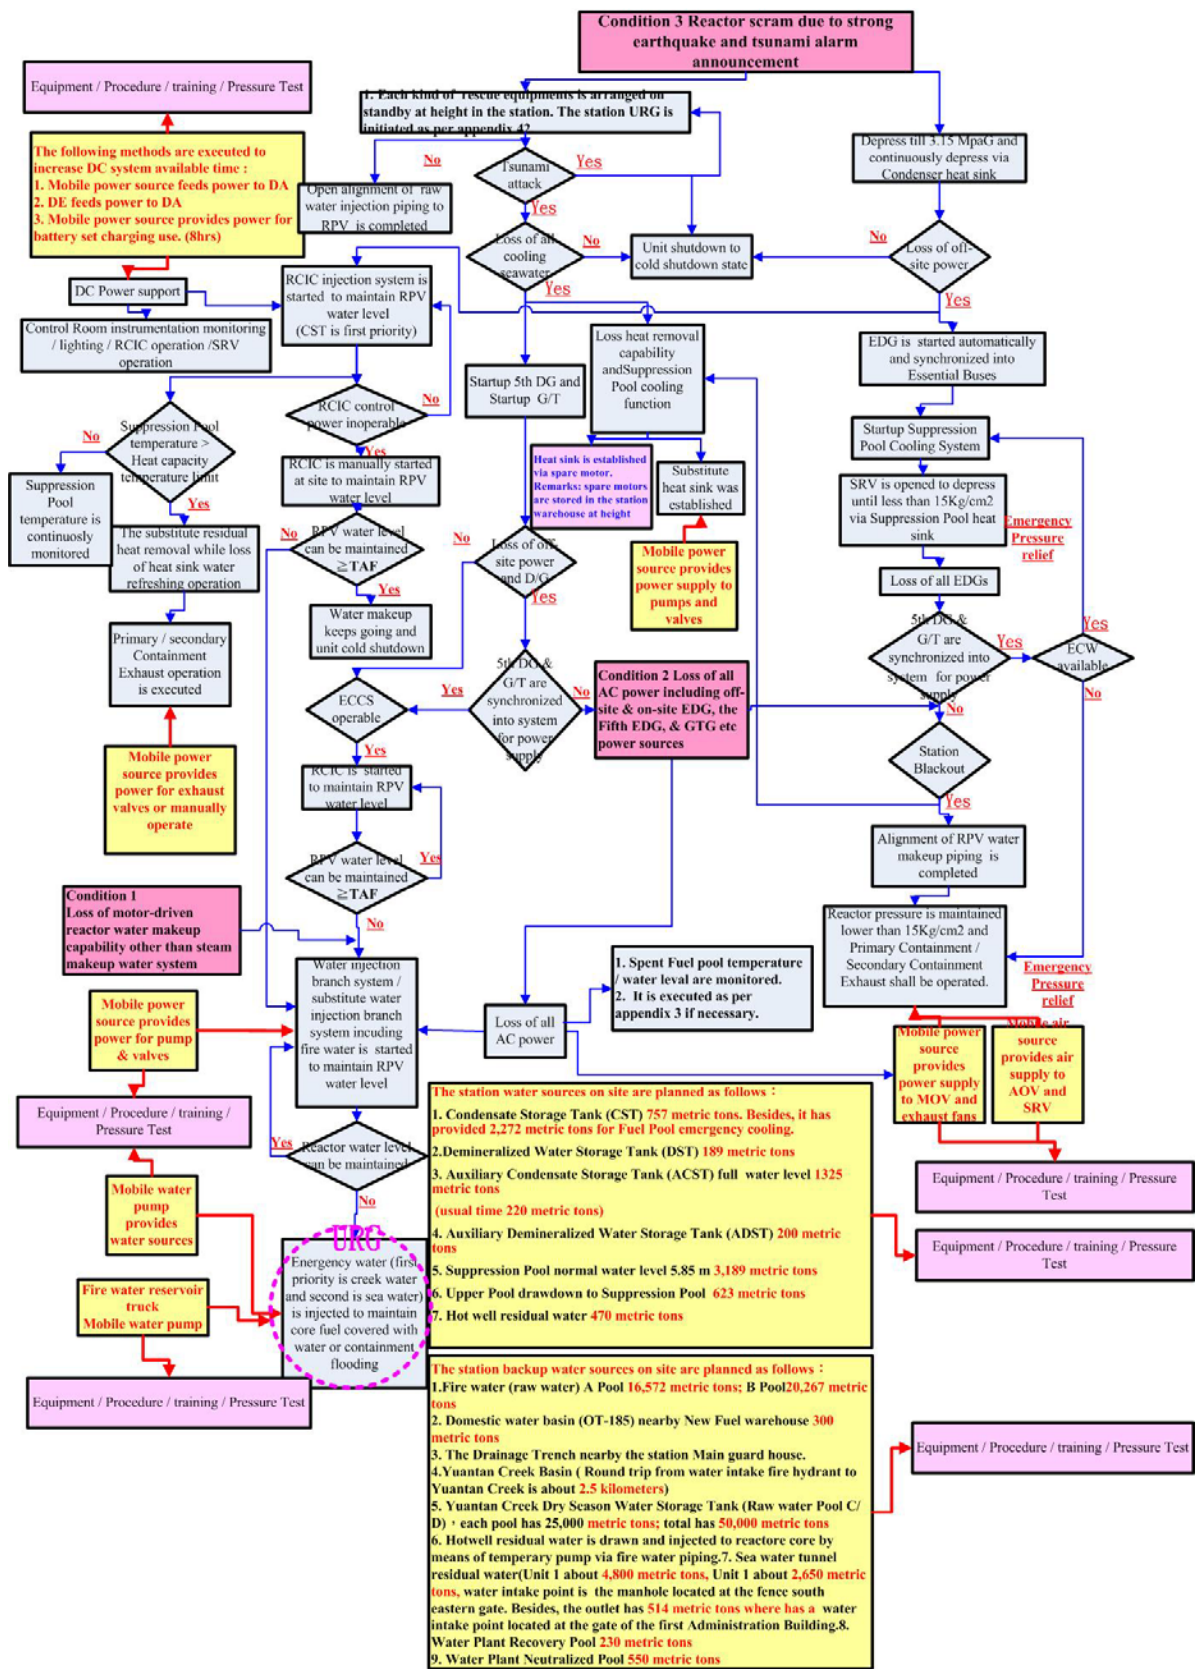 Condition 3 Reactor scram due to strong
earthquake and tsunami alarm
announcement
Equipment / Procedure / training / Pressure Test
1. Each kind of rescue equipments is arranged on
standby at height in the station. The station URG is
initiated as per appendix 4?
The following methods are executed to
increase DC system available time :
1. Mobile power source feeds power to DA
2. DE feeds power to DA
3. Mobile power source provides power for
battery set charging use. (8hrs)
No
Tsunami
attack
Yes
Yes
Depress till 3.15 MpaG and
continuously depress via
Condenser heat sink
Open alignment of raw
water injection piping to
RPV is completed
Loss of all
cooling
seawater
No
Yes
Unit shutdown to
cold shutdown state
No
Loss of off-
site power
Yes
DC Power support
RCIC injection system is
started to maintain RPV
water level
(CST is first priority)
Control Room instrumentation monitoring
/ lighting / RCIC operation /SRV
operation
Loss heat removal
capability
andSuppression
Pool cooling
function
EDG is started automatically
and synchronized into
Essential Buses
Startup 5th DG and
Startup G/T
RCIC control
power inoperable
No
Yes
Suppression Pool
temperature >
Heat capacity
temperature limit
No
Yes
Startup Suppression
Pool Cooling System
Suppression
Pool
temperature is
continuosly
monitored
RCIC is manually started
at site to maintain RPV
water level
Heat sink is established
via spare motor.
Remarks: spare motors
are stored in the station
warehouse at height
Substitute
heat sink was
established
SRV is opened to depress
until less than 15Kg/cm2
via Suppression Pool heat
sink
Emergency
Pressure
relief
The substitute residual
heat removal while loss
of heat sink water
refreshing operation
No
RPV water level
can be maintained
≧TAF
Yes
No
Loss of off-
site power
and D/G
Yes
Mobile power
source provides
power supply to
pumps and
valves
Loss of all EDGs
Water makeup
keeps going and
unit cold shutdown
Primary / secondary
Containment
Exhaust operation
is executed
5th DG &
G/T are
synchronized into
system for power
supply
Yes
No
ECW
available
Yes
No
ECCS
operable
Yes
Yes
5th DG &
G/T are
synchronized
into system
for power
supply
No
Condition 2 Loss of all
AC power including off-
site & on-site EDG, the
Fifth EDG, & GTG etc
power sources
Mobile power
source provides
power for exhaust
valves or manually
operate
Station
Blackout
Yes
RCIC is started
to maintain RPV
water level
Alignment of RPV water
makeup piping is
completed
RPV water level
can be maintained
≧TAF
Yes
No
Condition 1
Loss of motor-driven
reactor water makeup
capability other than steam
makeup water system
Reactor pressure is maintained
lower than 15Kg/cm2 and
Primary Containment /
Secondary Containment
Exhaust shall be operated.
Emergency
Pressure
relief
Water injection
branch system /
substitute water
injection branch
system incuding
fire water is started
to maintain RPV
water level
1. Spent Fuel pool temperature
/ water leval are monitored.
2. It is executed as per
appendix 3 if necessary.
Loss of all
AC power
Mobile power
source provides
power for pump
& valves
Mobile power
source
provides
power supply
to MOV and
exhaust fans
Mobile air
source
provides air
supply to
AOV and
SRV
Equipment / Procedure / training /
Pressure Test
Yes
Reactor water level
can be maintained
No
The station water sources on site are planned as follows：
1. Condensate Storage Tank (CST) 757 metric tons. Besides, it has
provided 2,272 metric tons for Fuel Pool emergency cooling.
2.Demineralized Water Storage Tank (DST) 189 metric tons
3. Auxiliary Condensate Storage Tank (ACST) full water level 1325
metric tons
(usual time 220 metric tons)
4. Auxiliary Demineralized Water Storage Tank (ADST) 200 metric
tons
5. Suppression Pool normal water level 5.85 m 3,189 metric tons
6. Upper Pool drawdown to Suppression Pool 623 metric tons
7. Hot well residual water 470 metric tons
Equipment / Procedure / training / Pressure
Test
Equipment / Procedure / training / Pressure
Test
Mobile water
pump
provides
water sources
URG
Energency water (first
priority is creek water
and second is sea water)
is injected to maintain
core fuel covered with
water or containment
flooding
Fire water reservoir
truck
Mobile water pump
Equipment / Procedure / training / Pressure Test
The station backup water sources on site are planned as follows：
1.Fire water (raw water) A Pool 16,572 metric tons; B Pool20,267 metric
tons
2. Domestic water basin (OT-185) nearby New Fuel warehouse 300
metric tons
3. The Drainage Trench nearby the station Main guard house.
4.Yuantan Creek Basin ( Round trip from water intake fire hydrant to
Yuantan Creek is about 2.5 kilometers)
5. Yuantan Creek Dry Season Water Storage Tank (Raw water Pool C/
D)，each pool has 25,000 metric tons; total has 50,000 metric tons
6. Hotwell residual water is drawn and injected to reactore core by
means of temperary pump via fire water piping.7. Sea water tunnel
residual water(Unit 1 about 4,800 metric tons, Unit 1 about 2,650 metric
tons, water intake point is the manhole located at the fence south
eastern gate. Besides, the outlet has 514 metric tons where has a water
intake point located at the gate of the first Administration Building.8.
Water Plant Recovery Pool 230 metric tons
9. Water Plant Neutralized Pool 550 metric tons
Equipment / Procedure / training / Pressure Test